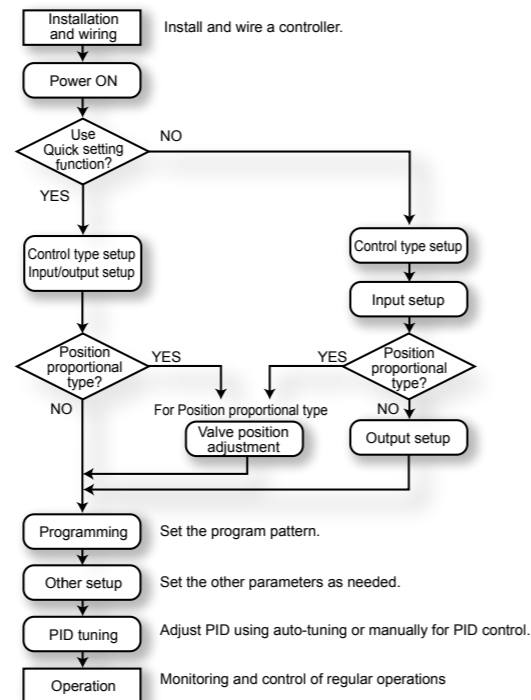 Installation
and wiring
Install and wire a controller.
Power ON
Use
Quick setting
function?
NO
YES
Control type setup
Input/output setup
Control type setup
Input setup
Position
proportional
type?
YES
NO
YES
Position
proportional
type?
NO
For Position proportional type
Valve position
adjustment
Output setup
Programming
Set the program pattern.
Other setup
Set the other parameters as needed.
PID tuning
Adjust PID using auto-tuning or manually for PID control.
Operation
Monitoring and control of regular operations